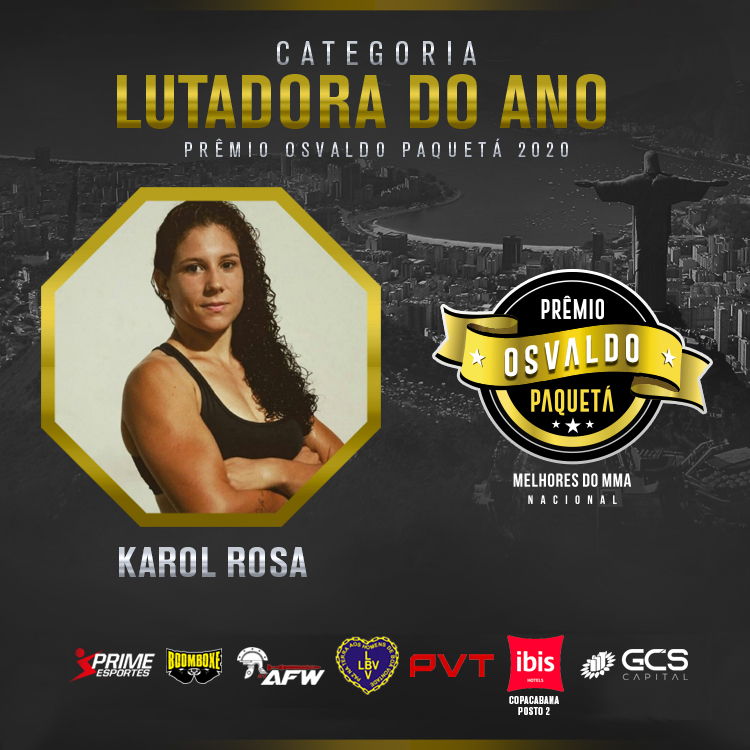 CATEGORIA
LUTADORA DO ANO
PRÊMIO OSVALDO PAQUETÁ 2020
PRÊMIO
OSVALDO
PAQUETÁ
MELHORES DO MMA
NACIONAL
KAROL ROSA
PRIME
ESPORTES
BOOMBOXE
AFW
L
LBV
V
PVT
ibis
HOTELS
COPACABANA
POSTO 2
GCS
CAPITAL